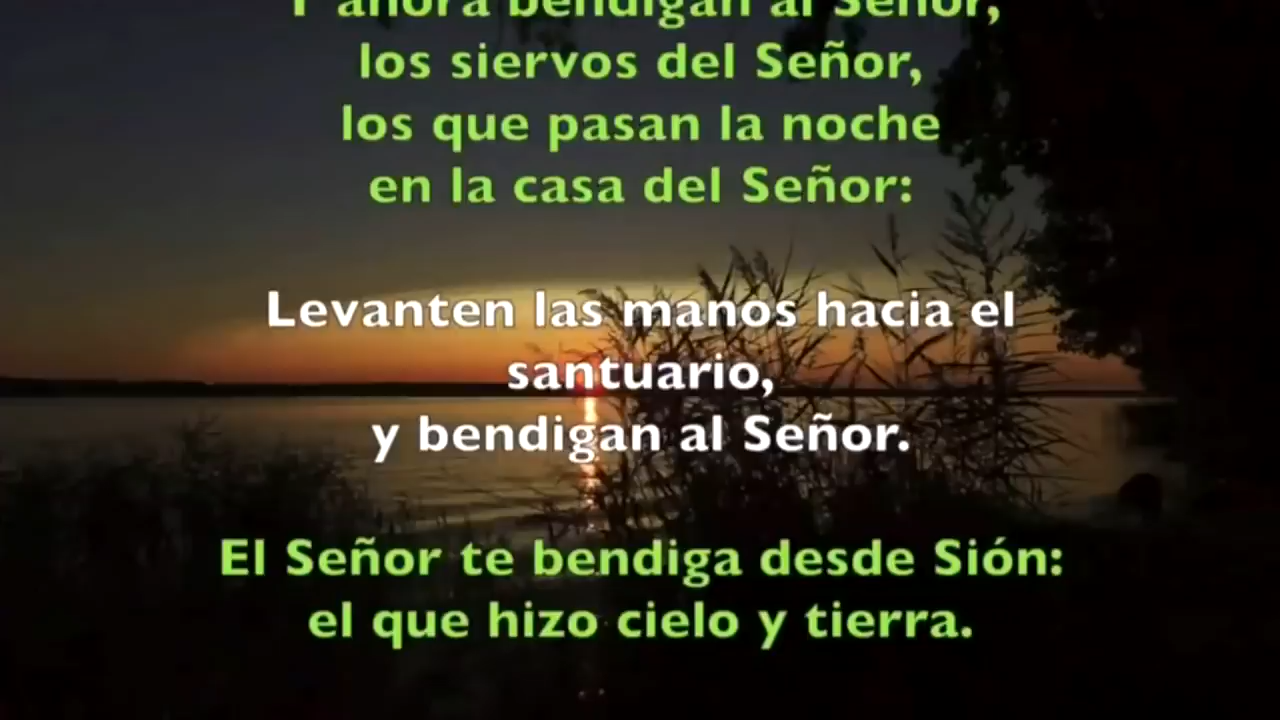 Y ahora bendigan al Señor,
los siervos del Señor,
los que pasan la noche
en la casa del Señor:
Levanten las manos hacia el
santuario,
y bendigan al Señor.
El Señor te bendiga desde Sión:
el que hizo cielo y tierra.